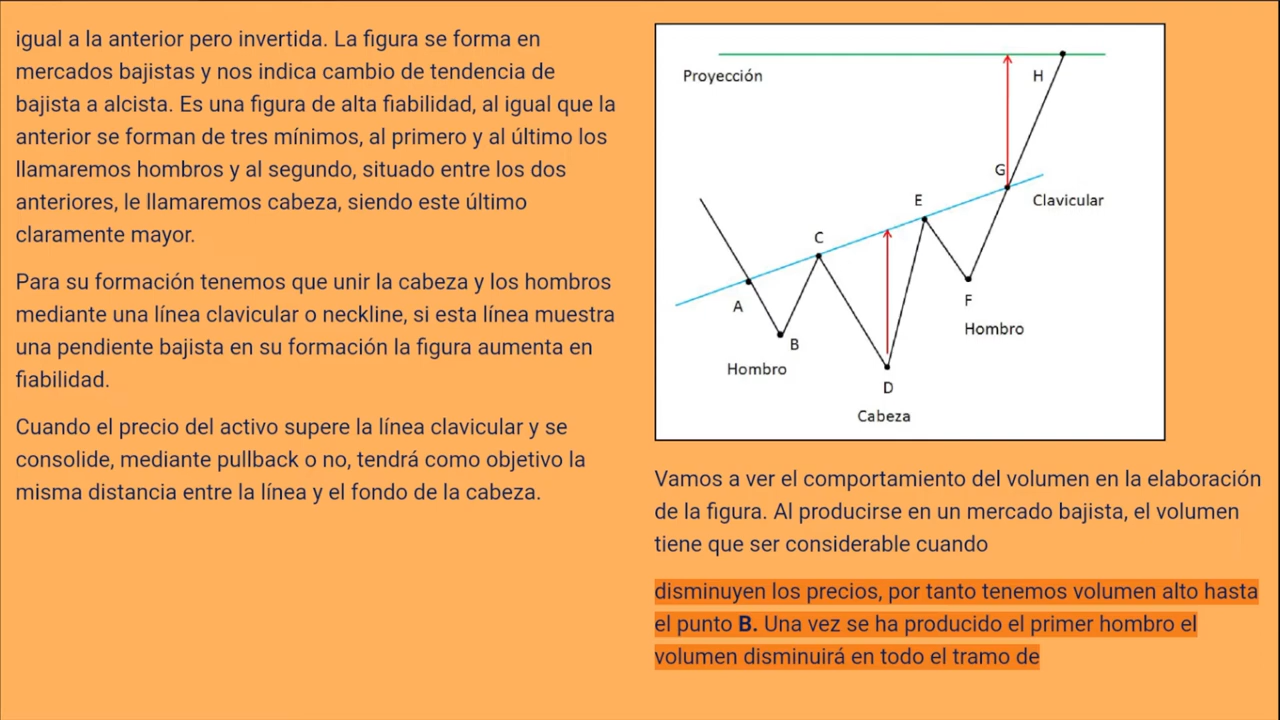 igual a la anterior pero invertida. La figura se forma en
mercados bajistas y nos indica cambio de tendencia de
bajista a alcista. Es una figura de alta fiabilidad, al igual que la
anterior se forman de tres mínimos, al primero y al último los
llamaremos hombros y al segundo, situado entre los dos
anteriores, le llamaremos cabeza, siendo este último
claramente mayor.
Para su formación tenemos que unir la cabeza y los hombros
mediante una línea clavicular o neckline, si esta línea muestra
una pendiente bajista en su formación la figura aumenta en
fiabilidad.
Cuando el precio del activo supere la línea clavicular y se
consolide, mediante pullback o no, tendrá como objetivo la
misma distancia entre la línea y el fondo de la cabeza.
Proyección
H
G
E
Clavicular
C
A
F
B
Hombro
Hombro
D
Cabeza
Vamos a ver el comportamiento del volumen en la elaboración
de la figura. Al producirse en un mercado bajista, el volumen
tiene que ser considerable cuando
disminuyen los precios, por tanto tenemos volumen alto hasta
el punto B. Una vez se ha producido el primer hombro el
volumen disminuirá en todo el tramo de